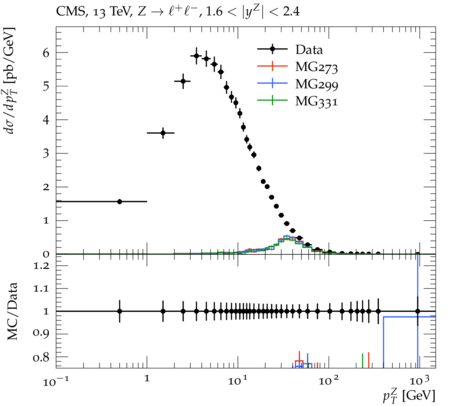 CMS, 13 TeV, Z → ℓ⁺ℓ⁻, 1.6 < |y^Z| < 2.4
dσ/dp_T^Z [pb/GeV]
6
5
4
3
2
1
0
Data
MG273
MG299
MG331
MC/Data
1.2
1.1
1
0.9
0.8
10⁻¹ 1 10¹ 10² 10³
p_T^Z [GeV]